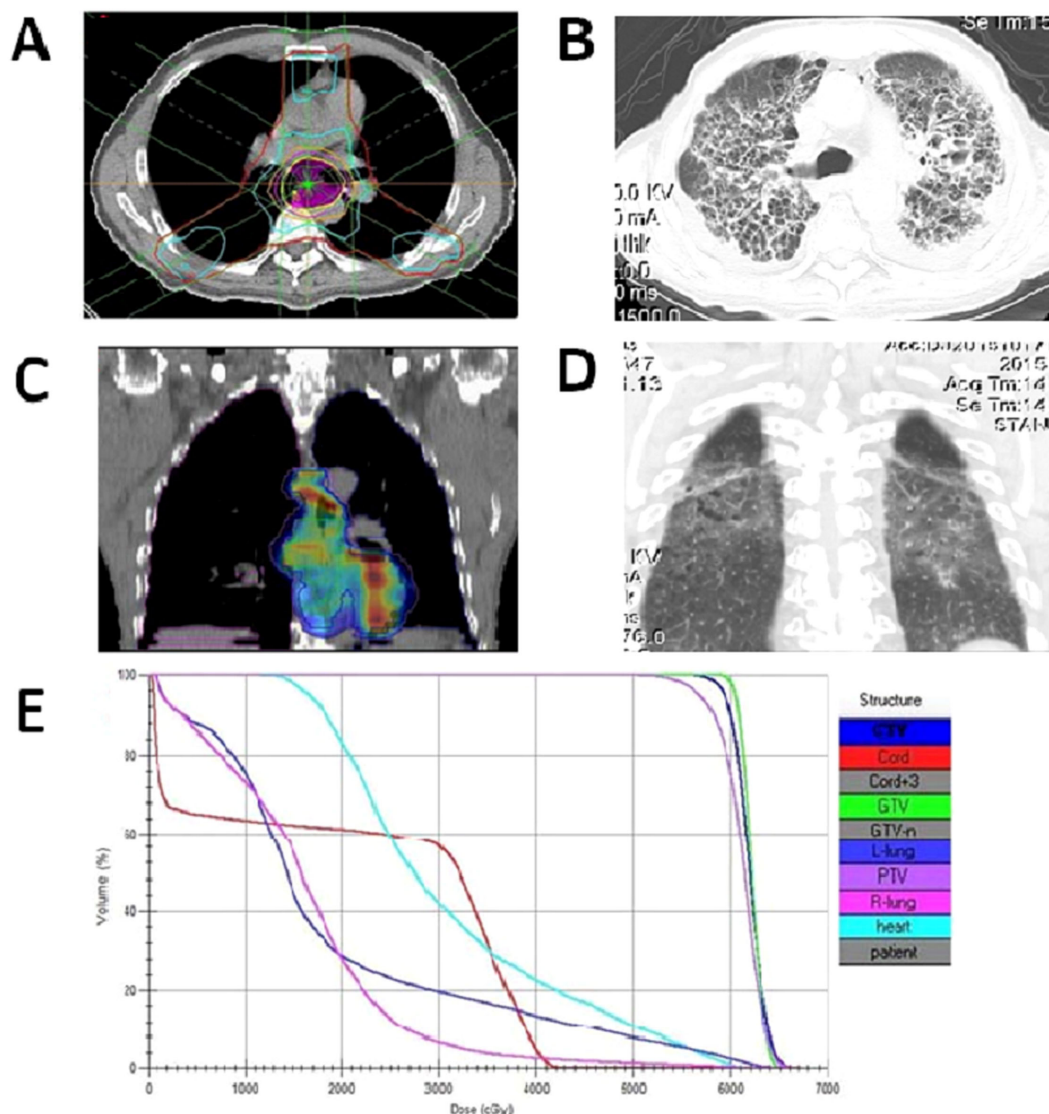 A
B
Se Tm:15
0.0 KV
0 mA
0 ms
1500.0
C
D
2015
Acq Tm:14
Se Tm:14
KV
76.0
E
100
80
60
40
20
0
Volume (%)
0 1000 2000 3000 4000 5000 6000 7000
Dose (cGy)
Structure
Cord
Cord+3
GTV
GTV-n
L-lung
PTV
R-lung
heart
patient